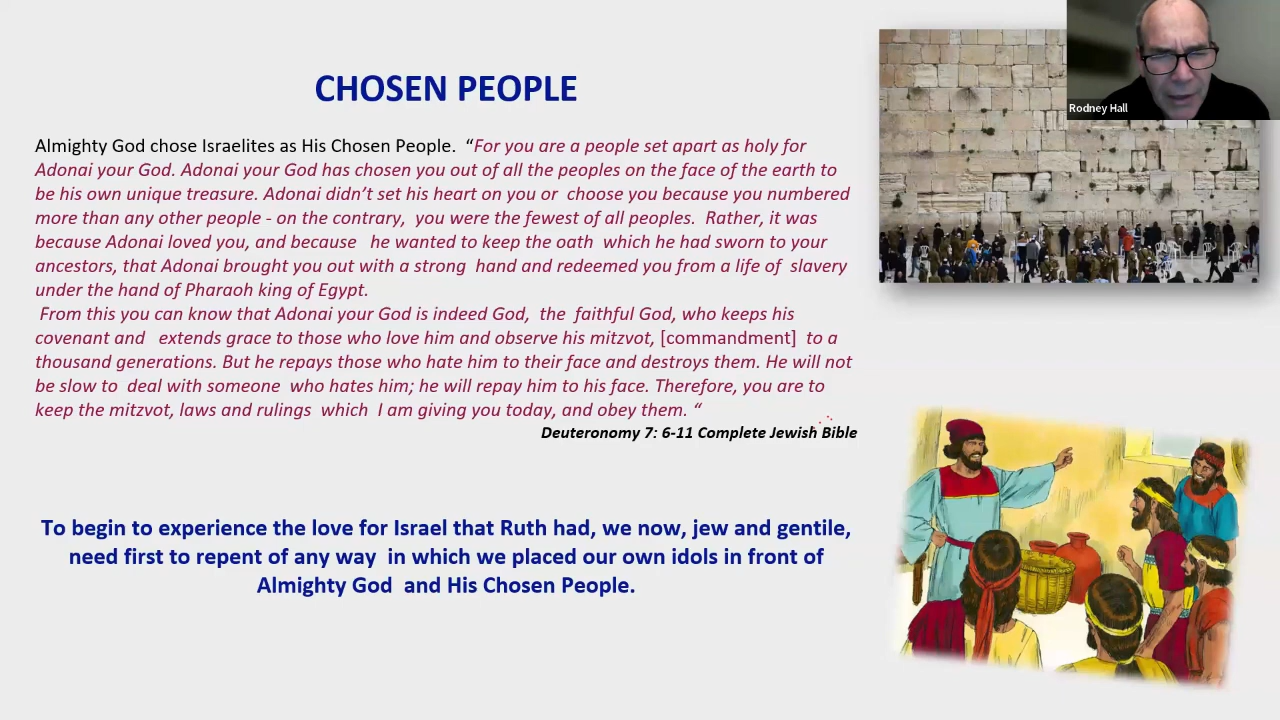 CHOSEN PEOPLE
Almighty God chose Israelites as His Chosen People. “For you are a people set apart as holy for
Adonai your God. Adonai your God has chosen you out of all the peoples on the face of the earth to
be his own unique treasure. Adonai didn’t set his heart on you or choose you because you numbered
more than any other people - on the contrary, you were the fewest of all peoples. Rather, it was
because Adonai loved you, and because he wanted to keep the oath which he had sworn to your
ancestors, that Adonai brought you out with a strong hand and redeemed you from a life of slavery
under the hand of Pharaoh king of Egypt.
From this you can know that Adonai your God is indeed God, the faithful God, who keeps his
covenant and extends grace to those who love him and observe his mitzvot, [commandment] to a
thousand generations. But he repays those who hate him to their face and destroys them. He will not
be slow to deal with someone who hates him; he will repay him to his face. Therefore, you are to
keep the mitzvot, laws and rulings which I am giving you today, and obey them. “
Deuteronomy 7: 6-11 Complete Jewish Bible
To begin to experience the love for Israel that Ruth had, we now, jew and gentile,
need first to repent of any way in which we placed our own idols in front of
Almighty God and His Chosen People.
Rodney Hall